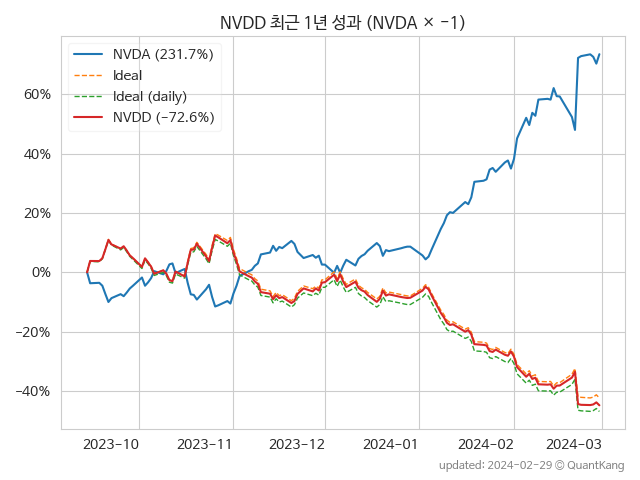 NVDD 최근 1년 성과 (NVDA × −1)
NVDA (231.7%)
Ideal
Ideal (daily)
NVDD (−72.6%)
60%
40%
20%
0%
−20%
−40%
2023-10
2023-11
2023-12
2024-01
2024-02
2024-03
updated: 2024-02-29 © QuantKang